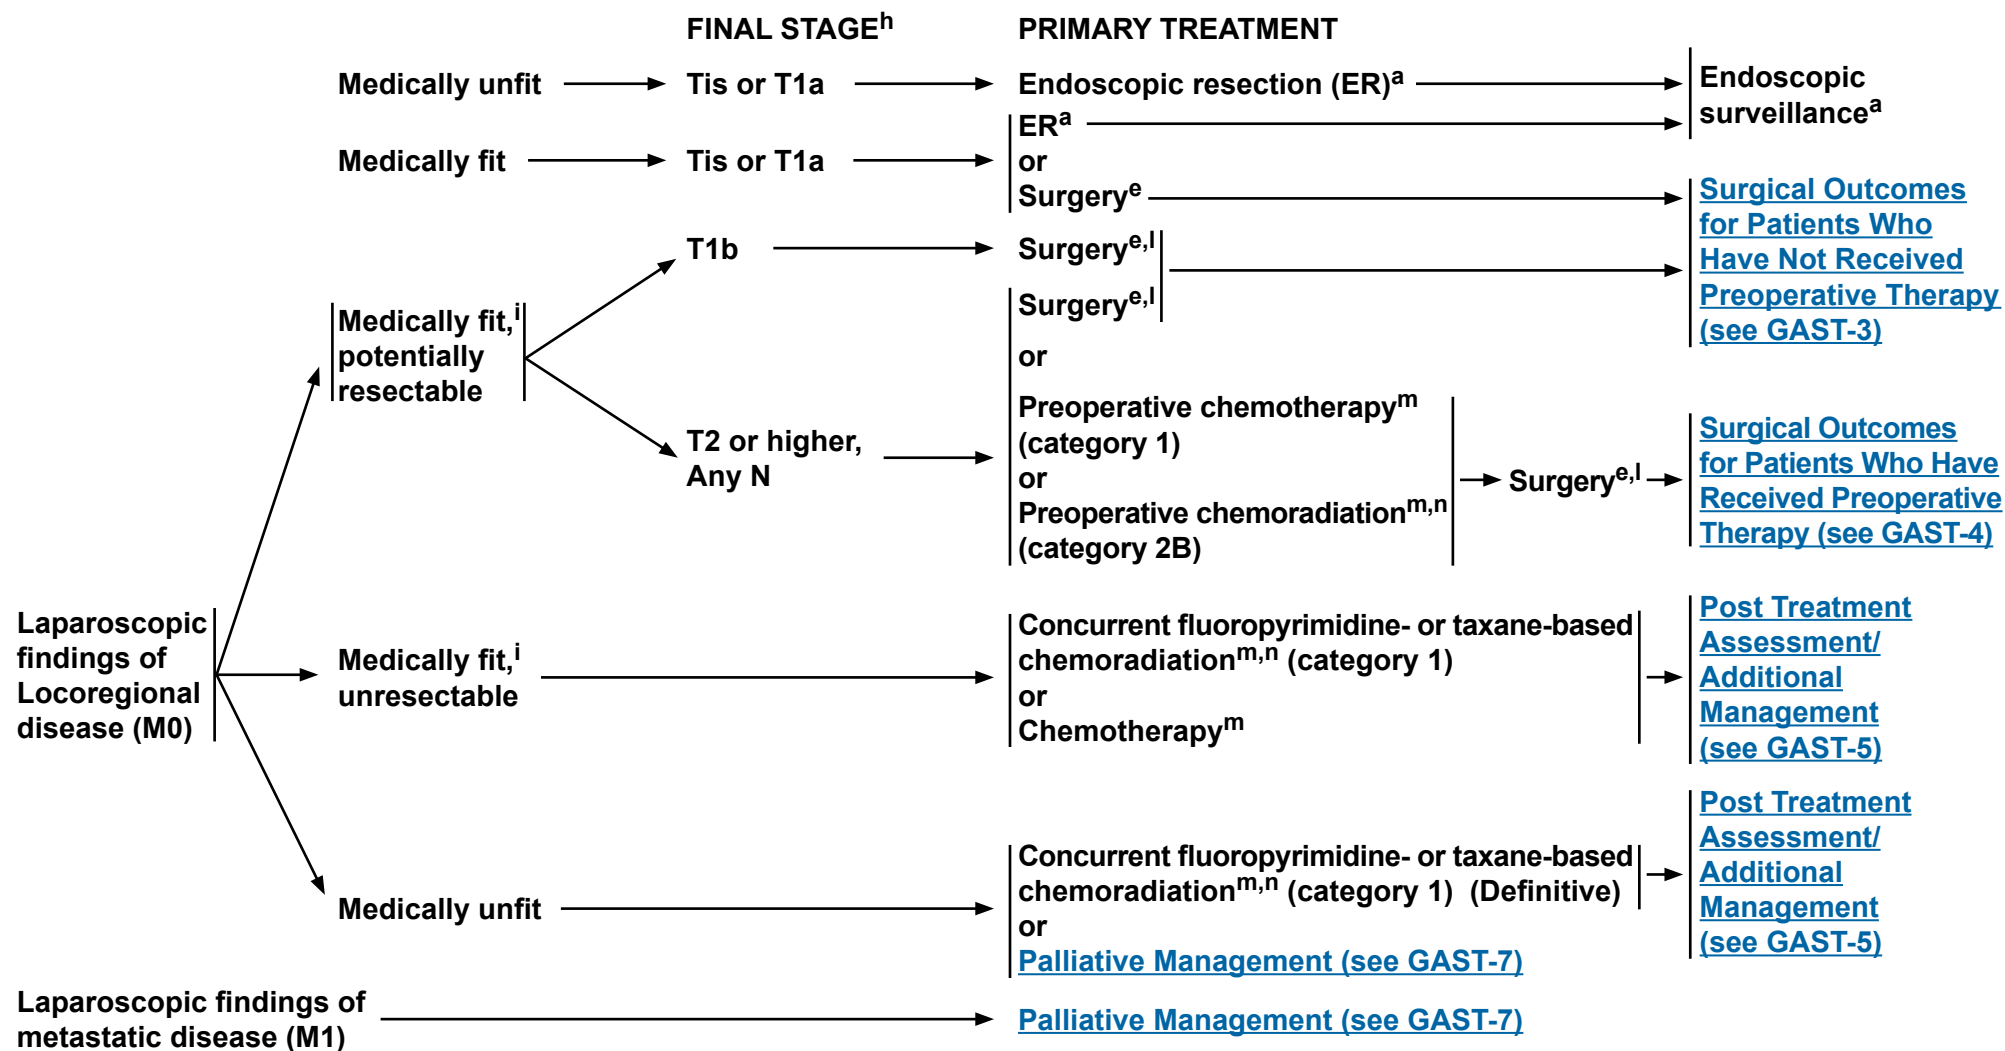 FINAL STAGEh
PRIMARY TREATMENT
Medically unfit
Tis or T1a
Endoscopic resection (ER)a
Endoscopic
surveillancea
Medically fit
Tis or T1a
ERa
or
Surgerye
Surgical Outcomes
for Patients Who
Have Not Received
Preoperative Therapy
(see GAST-3)
Medically fit,i
potentially
resectable
T1b
Surgerye,l
T2 or higher,
Any N
Surgerye,l
or
Preoperative chemotherapym
(category 1)
or
Preoperative chemoradiationm,n
(category 2B)
Surgerye,l
Surgical Outcomes
for Patients Who Have
Received Preoperative
Therapy (see GAST-4)
Laparoscopic
findings of
Locoregional
disease (M0)
Medically fit,i
unresectable
Concurrent fluoropyrimidine- or taxane-based
chemoradiationm,n (category 1)
or
Chemotherapym
Post Treatment
Assessment/
Additional
Management
(see GAST-5)
Medically unfit
Concurrent fluoropyrimidine- or taxane-based
chemoradiationm,n (category 1) (Definitive)
or
Palliative Management (see GAST-7)
Post Treatment
Assessment/
Additional
Management
(see GAST-5)
Laparoscopic findings of
metastatic disease (M1)
Palliative Management (see GAST-7)